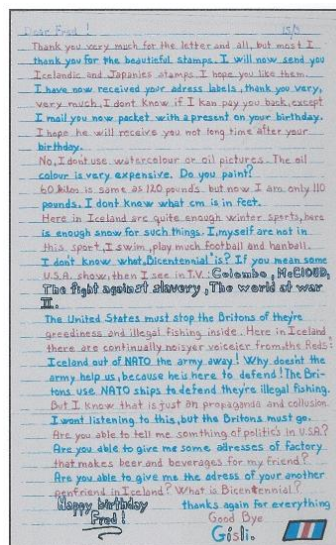 Dear Fred!
15/3
Thank you very much for the letter and all, but most I
thank you for the beautiful stamps. I will now send you
Icelandic and Japanies stamps. I hope you like them.
I have now received your adress labels, thank you very,
very much, I dont know if I kan pay you back, except
I mail you now packet with a present on your birthday.
I hope he will receive you not long time after your
birthday.
No, I dont use watercolour or oil pictures. The oil
colour is very expensive. Do you paint?
60 kilos is same as 120 pounds but now I am only 110
pounds. I dont know what cm is in feet.
Here in Iceland are quite enough winter sports, here
is enough snow for such things. I, myself are not in
this sport, I swim, play much football and hanball.
I don't know what "Bicentennial" is? If you mean some
U.S.A. show, then I see in T.V.: Colombo, McCLOUD,
The fight against slavery, The world at war
II.
The United States must stop the Britons of they're
greediness and illegal fishing inside. Here in Iceland
there are continually noisyer voiceier from the Reds:
Iceland out of NATO the army away! Why doesnt the
army help us, because he is here to defend! The Bri-
tons use NATO ships to defend they're illegal fishing.
But I know that is just an propaganda and collusion.
I wont listening to this, but the Britons must go.
Are you able to tell me somthing of politic's in U.S.A?
Are you able to give me some adresses of factory
that makes beer and beverages for my friend?
Are you able to give me the adress of your another
penfriend in Iceland? What is Bicentennial?
Happy birthday thanks again for everything
Fred! Good Bye
Gísli.